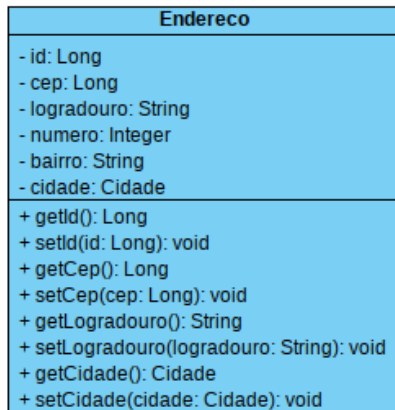 Endereco
- id: Long
- cep: Long
- logradouro: String
- numero: Integer
- bairro: String
- cidade: Cidade
+ getId(): Long
+ setId(id: Long): void
+ getCep(): Long
+ setCep(cep: Long): void
+ getLogradouro(): String
+ setLogradouro(logradouro: String): void
+ getCidade(): Cidade
+ setCidade(cidade: Cidade): void